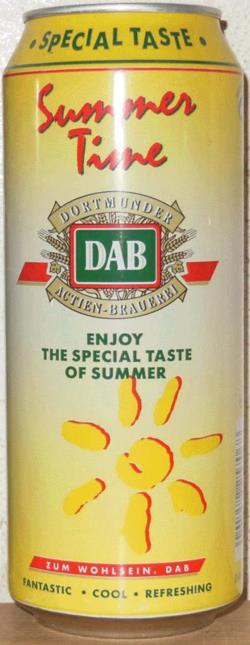 • SPECIAL TASTE •
Summer
Time
DORTMUNDER
DAB
ACTIEN-BRAUEREI
ENJOY
THE SPECIAL TASTE
OF SUMMER
ZUM WOHLSEIN. DAB
FANTASTIC • COOL • REFRESHING